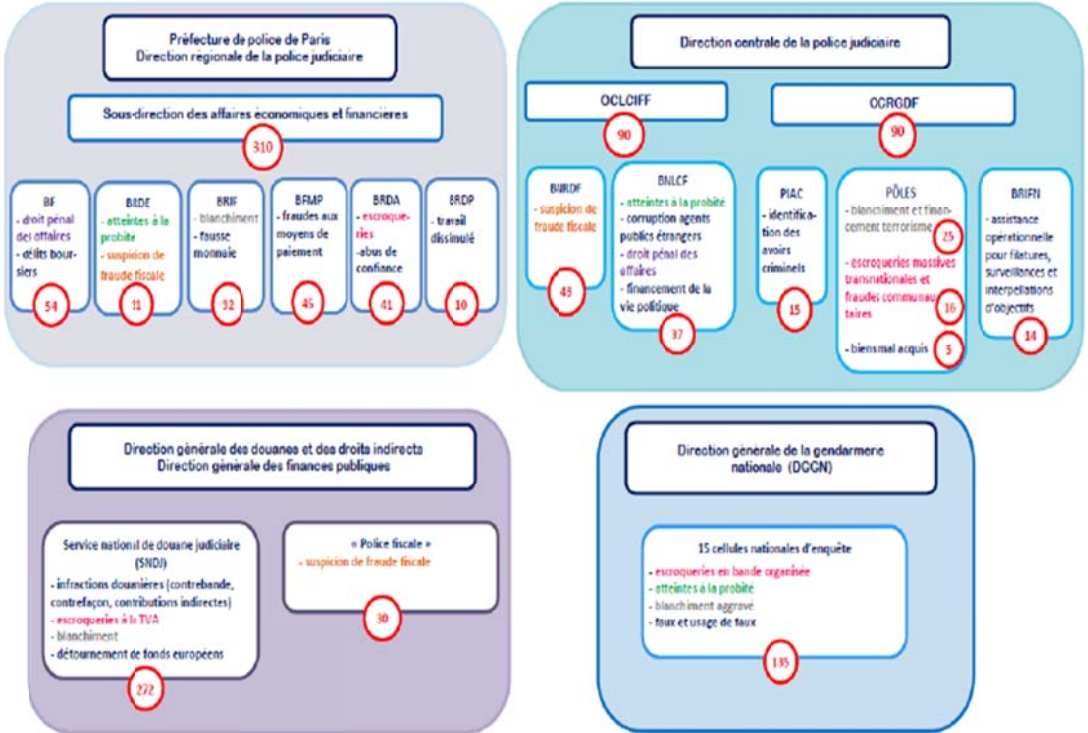 Préfecture de police de Paris
Direction régionale de la police judiciaire
Sous-direction des affaires économiques et financières
310
BF
- droit pénal
des affaires
- délits bour-
siers
54
BLDE
- atteintes à la
probité
- suspicion de
fraude fiscale
BRIF
- blanchiment
- fausse
monnaie
32
BFMP
- fraudes aux
moyens de
paiement
BRDA
- escroque-
ries
-abus de
confiance
41
BRDP
- travail
dissimulé
10
Direction centrale de la police judiciaire
OCLCIFF
90
BNRDF
- suspicion de
fraude fiscale
43
BNLCF
- atteintes à la probité
- corruption agents
publics étrangers
- droit pénal des
affaires
- financement de la
vie politique
37
OCRGDF
90
PIAC
- identifica-
tion des
avoirs
criminels
15
PÔLES
- blanchiment et finan-
cement terrorisme
25
- escroqueries massives
transnationales et
fraudes communau
taires
16
- biensmal acquis
5
BRIFN
- assistance
opérationnelle
pour filatures,
surveillances et
interpellations
d'objectifs
14
Direction générale des douanes et des droits indirects
Direction générale des finances publiques
Service national de douane judiciaire
(SNDJ)
- infractions douanières (contrebande,
contrefaçon, contributions indirectes)
- escroqueries à la TVA
- blanchiment
- détournement de fonds européens
272
« Police fiscale »
- suspicion de fraude fiscale
30
Direction générale de la gendarmerie
nationale (DGGN)
15 cellules nationales d'enquête
- escroqueries en bande organisée
- atteintes à la probité
- blanchiment aggravé
- faux et usage de faux
135